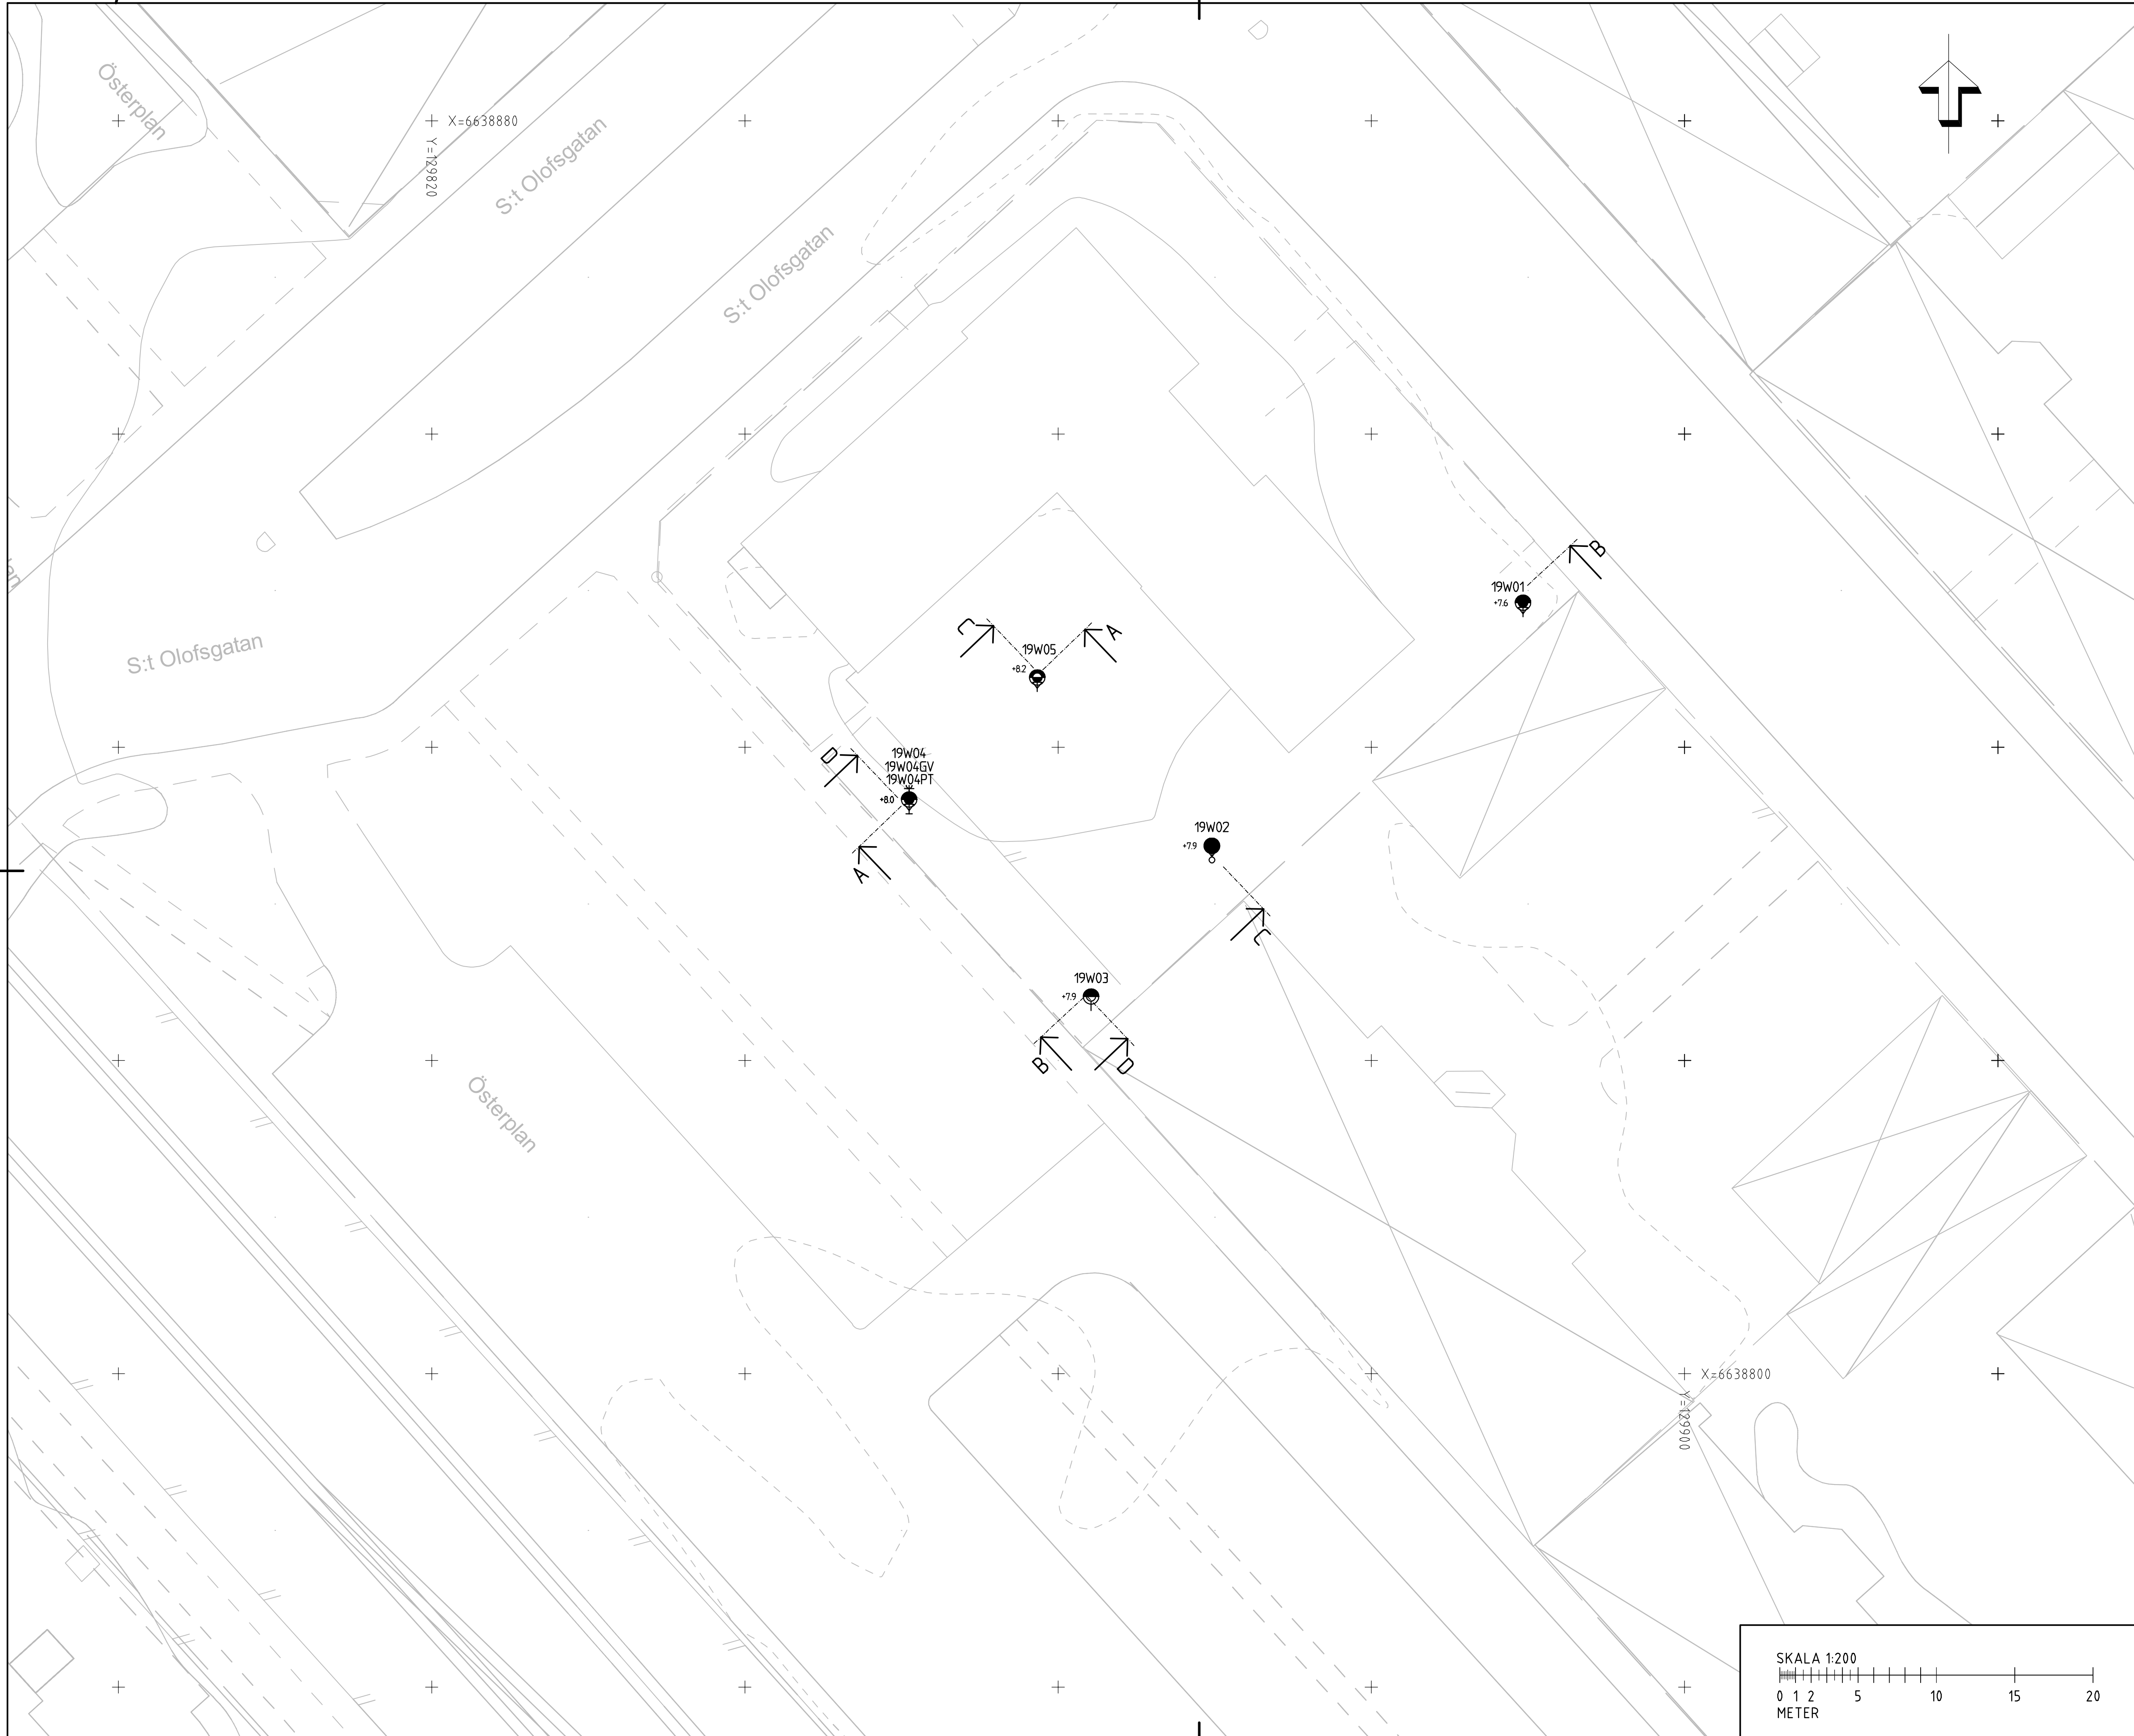 Österplan
X=6638880
Y=129820
S:t Olofsgatan
S:t Olofsgatan
S:t Olofsgatan
B
19W01
+7.6
C
A
19W05
+8.2
D
19W04
19W04GV
19W04PT
+8.0
A
19W02
+7.9
C
19W03
+7.9
B
D
Österplan
X=6638800
Y=129900
SKALA 1:200
0 1 2 5 10 15 20
METER